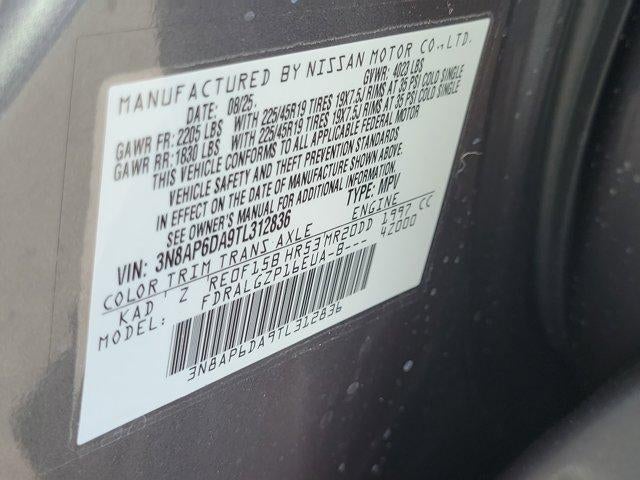 MANUFACTURED BY NISSAN MOTOR CO., LTD.
DATE: 08/25, GVWR: 4022 LBS
GAWR FR: 2205 LBS WITH 225/45R19 TIRES 19X7.5J RIMS AT 35 PSI COLD SINGLE
GAWR RR: 1830 LBS WITH 225/45R19 TIRES 19X7.5J RIMS AT 35 PSI COLD SINGLE
THIS VEHICLE CONFORMS TO ALL APPLICABLE FEDERAL MOTOR
VEHICLE SAFETY AND THEFT PREVENTION STANDARDS
IN EFFECT ON THE DATE OF MANUFACTURE SHOWN ABOVE.
SEE OWNER'S MANUAL FOR ADDITIONAL INFORMATION.
VIN: 3N8AP6DA9TL312836 TYPE: MPV
COLOR TRIM TRANS AXLE ENGINE
KAD ' Z ' RE0F15B HR53 MR20DD 1997 CC
MODEL: FDRALGZP16EUA-B--- 42000
3N8AP6DA9TL312836